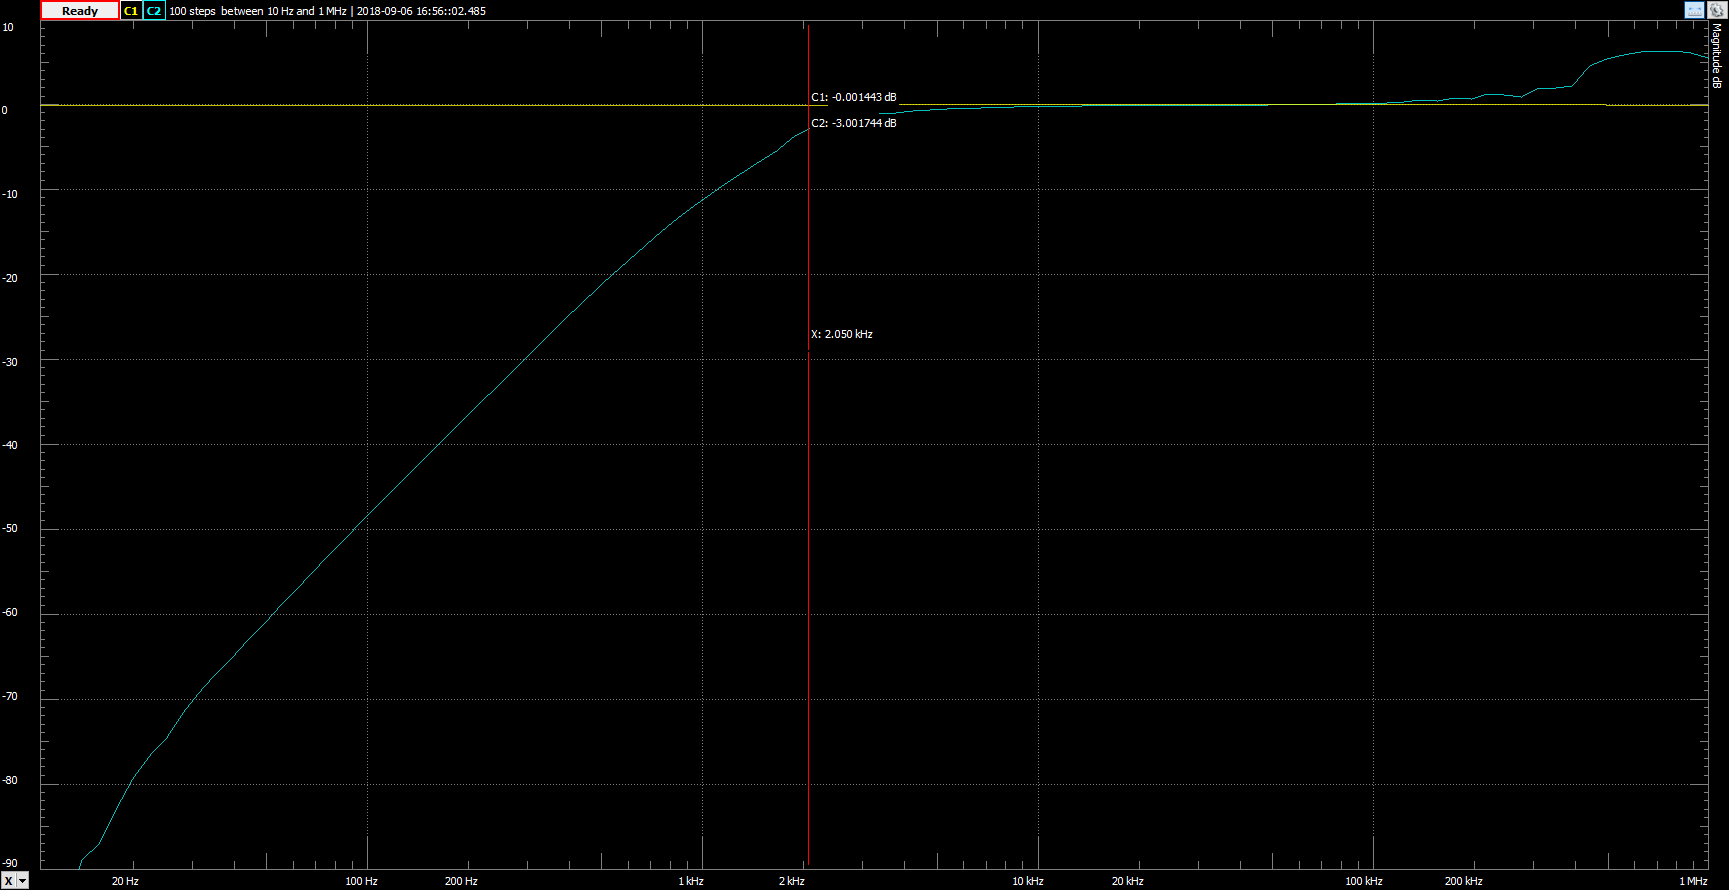 Ready C1 C2 100 steps between 10 Hz and 1 MHz | 2018-09-06 16:56::02.485
Magnitude dB
10
0
-10
-20
-30
-40
-50
-60
-70
-80
-90
C1: -0.001443 dB
C2: -3.001744 dB
X: 2.050 kHz
X
20 Hz 100 Hz 200 Hz 1 kHz 2 kHz 10 kHz 20 kHz 100 kHz 200 kHz 1 MHz